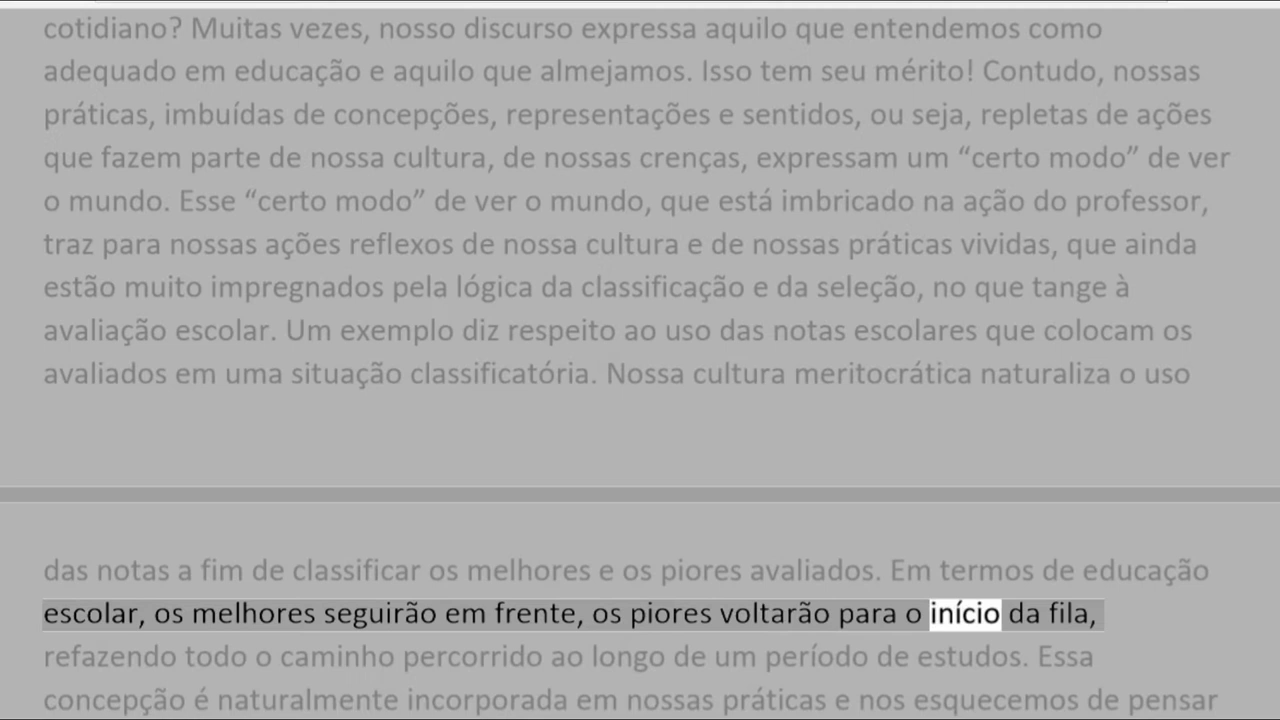 cotidiano? Muitas vezes, nosso discurso expressa aquilo que entendemos como
adequado em educação e aquilo que almejamos. Isso tem seu mérito! Contudo, nossas
práticas, imbuídas de concepções, representações e sentidos, ou seja, repletas de ações
que fazem parte de nossa cultura, de nossas crenças, expressam um “certo modo” de ver
o mundo. Esse “certo modo” de ver o mundo, que está imbricado na ação do professor,
traz para nossas ações reflexos de nossa cultura e de nossas práticas vividas, que ainda
estão muito impregnados pela lógica da classificação e da seleção, no que tange à
avaliação escolar. Um exemplo diz respeito ao uso das notas escolares que colocam os
avaliados em uma situação classificatória. Nossa cultura meritocrática naturaliza o uso
das notas a fim de classificar os melhores e os piores avaliados. Em termos de educação
escolar, os melhores seguirão em frente, os piores voltarão para o início da fila,
refazendo todo o caminho percorrido ao longo de um período de estudos. Essa
concepção é naturalmente incorporada em nossas práticas e nos esquecemos de pensar